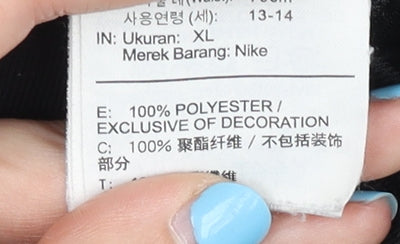 사용연령 (세): 13-14
IN: Ukuran: XL
Merek Barang: Nike
E: 100% POLYESTER /
EXCLUSIVE OF DECORATION
C: 100% 聚酯纤维 / 不包括装饰
部分